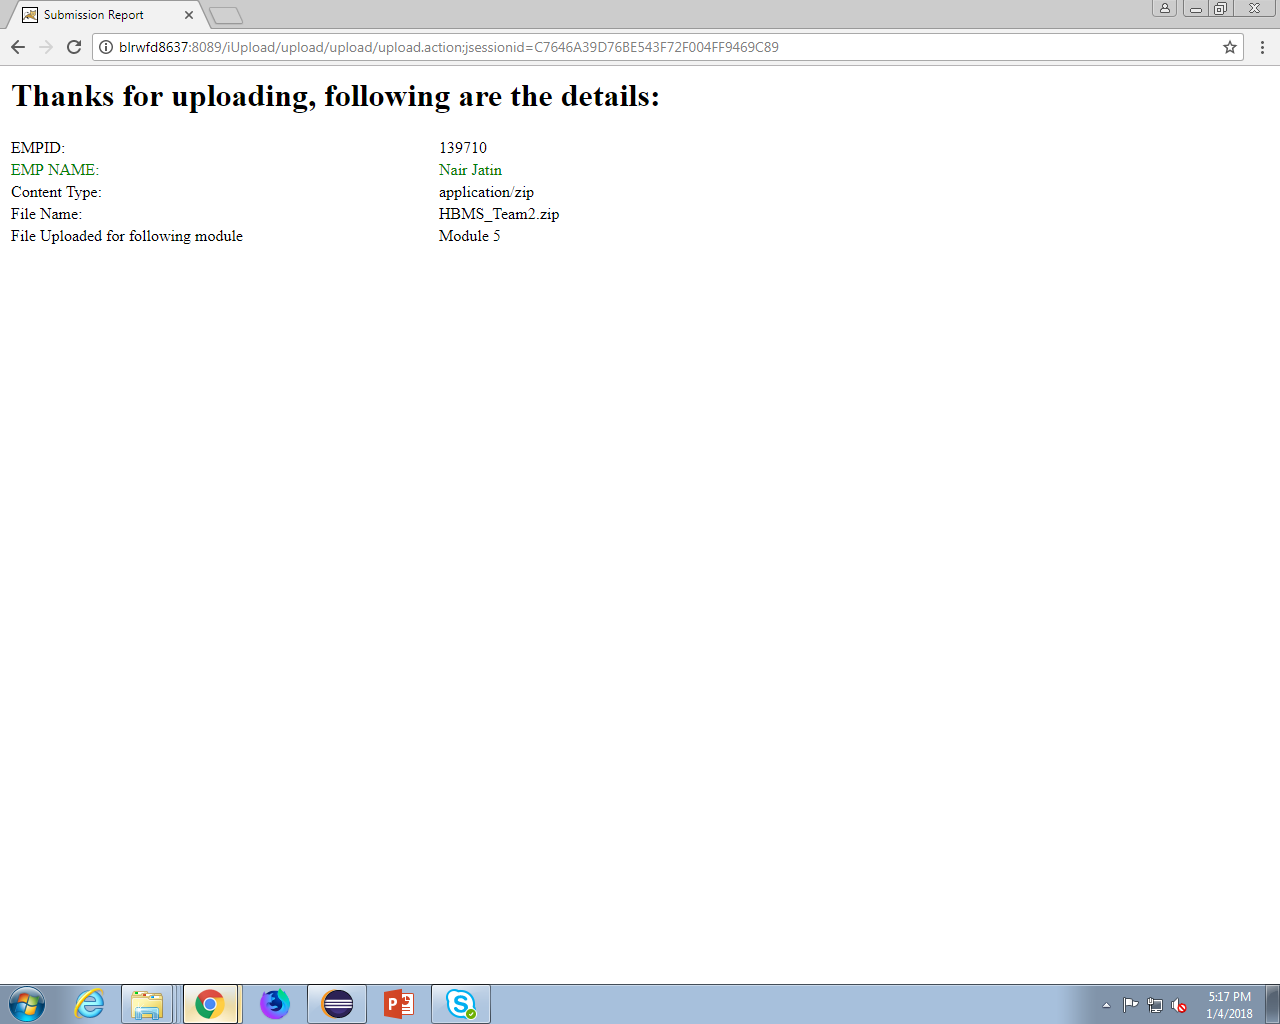 Submission Report
blrwfd8637:8089/iUpload/upload/upload/upload.action;jsessionid=C7646A39D76BE543F72F004FF9469C89
Thanks for uploading, following are the details:
EMPID: 139710
EMP NAME: Nair Jatin
Content Type: application/zip
File Name: HBMS_Team2.zip
File Uploaded for following module Module 5
5:17 PM
1/4/2018